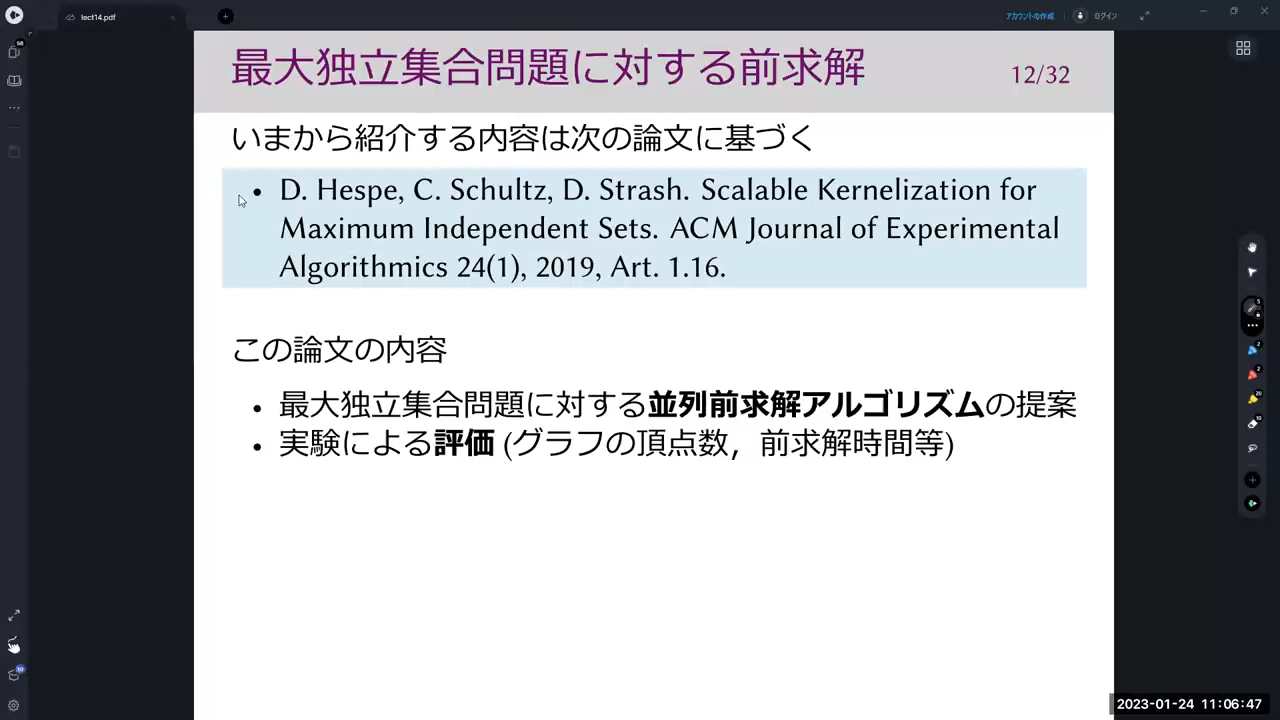 lect14.pdf
アカウントの作成
ログイン
最大独立集合問題に対する前求解
12/32
いまから紹介する内容は次の論文に基づく
• D. Hespe, C. Schultz, D. Strash. Scalable Kernelization for
Maximum Independent Sets. ACM Journal of Experimental
Algorithmics 24(1), 2019, Art. 1.16.
この論文の内容
• 最大独立集合問題に対する並列前求解アルゴリズムの提案
• 実験による評価 (グラフの頂点数，前求解時間等)
2023-01-24 11:06:47